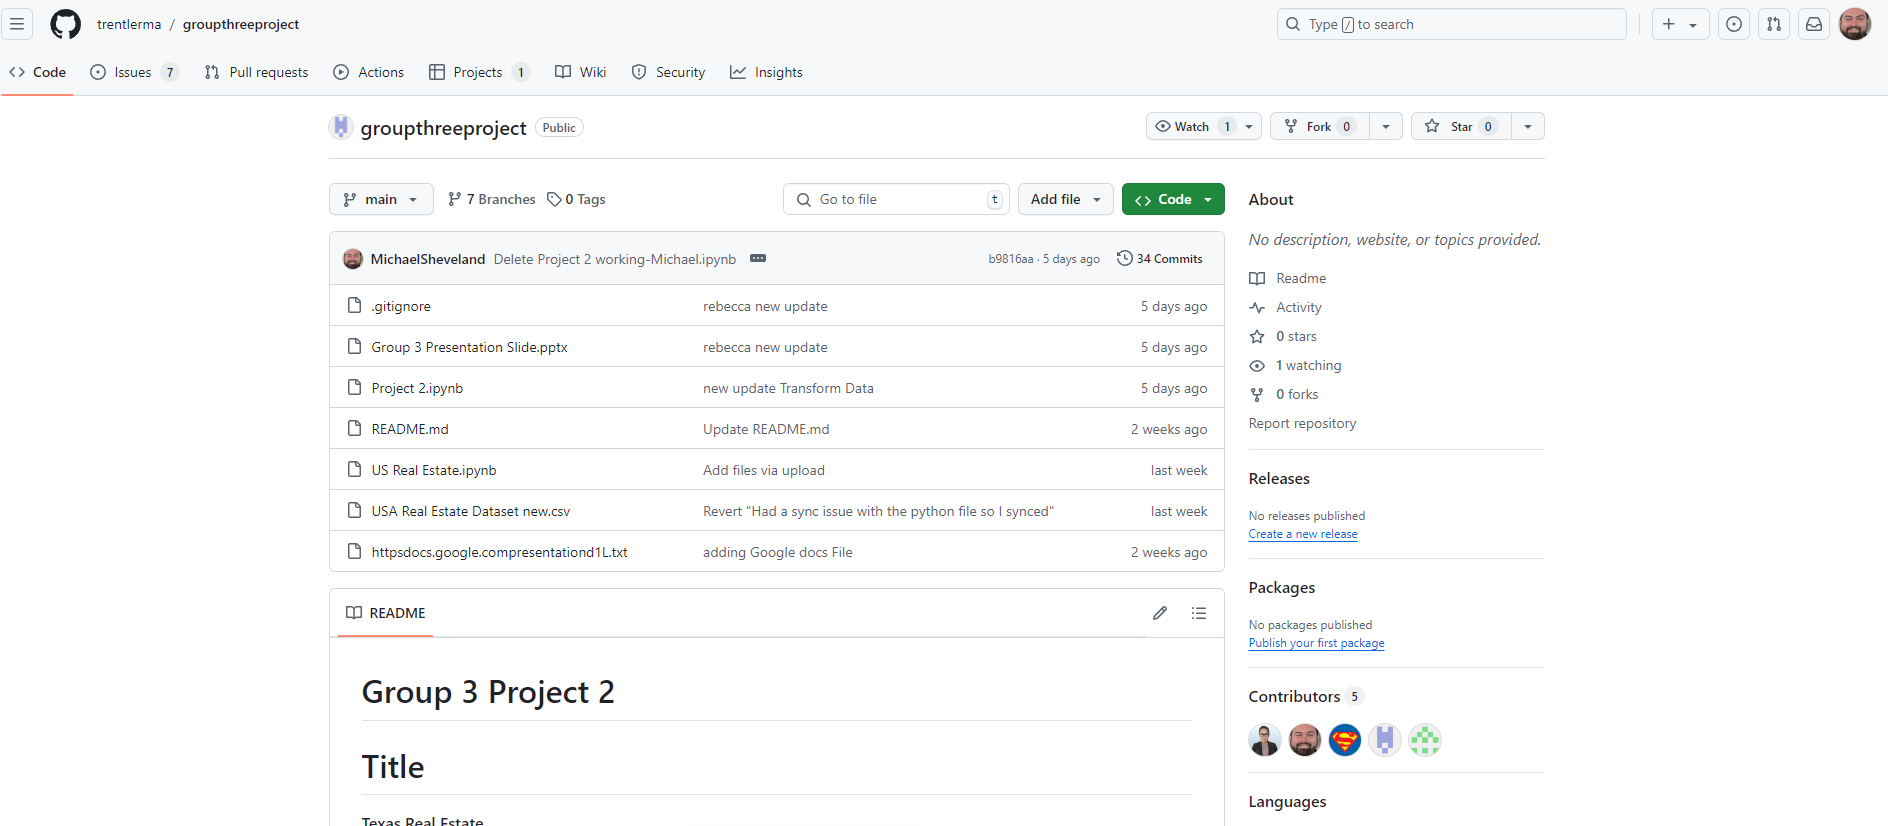 trentlerma / groupthreeproject
Type / to search
Code Issues 7 Pull requests Actions Projects 1 Wiki Security Insights
groupthreeproject Public
Watch 1 Fork 0 Star 0
main 7 Branches 0 Tags
Go to file t Add file Code
MichaelSheveland Delete Project 2 working-Michael.ipynb b9816aa · 5 days ago 34 Commits
.gitignore rebecca new update 5 days ago
Group 3 Presentation Slide.pptx rebecca new update 5 days ago
Project 2.ipynb new update Transform Data 5 days ago
README.md Update README.md 2 weeks ago
US Real Estate.ipynb Add files via upload last week
USA Real Estate Dataset new.csv Revert "Had a sync issue with the python file so I synced" last week
httpsdocs.google.compresentationd1L.txt adding Google docs File 2 weeks ago
README
Group 3 Project 2
Title
Texas Real Estate
About
No description, website, or topics provided.
Readme
Activity
0 stars
1 watching
0 forks
Report repository
Releases
No releases published
Create a new release
Packages
No packages published
Publish your first package
Contributors 5
Languages